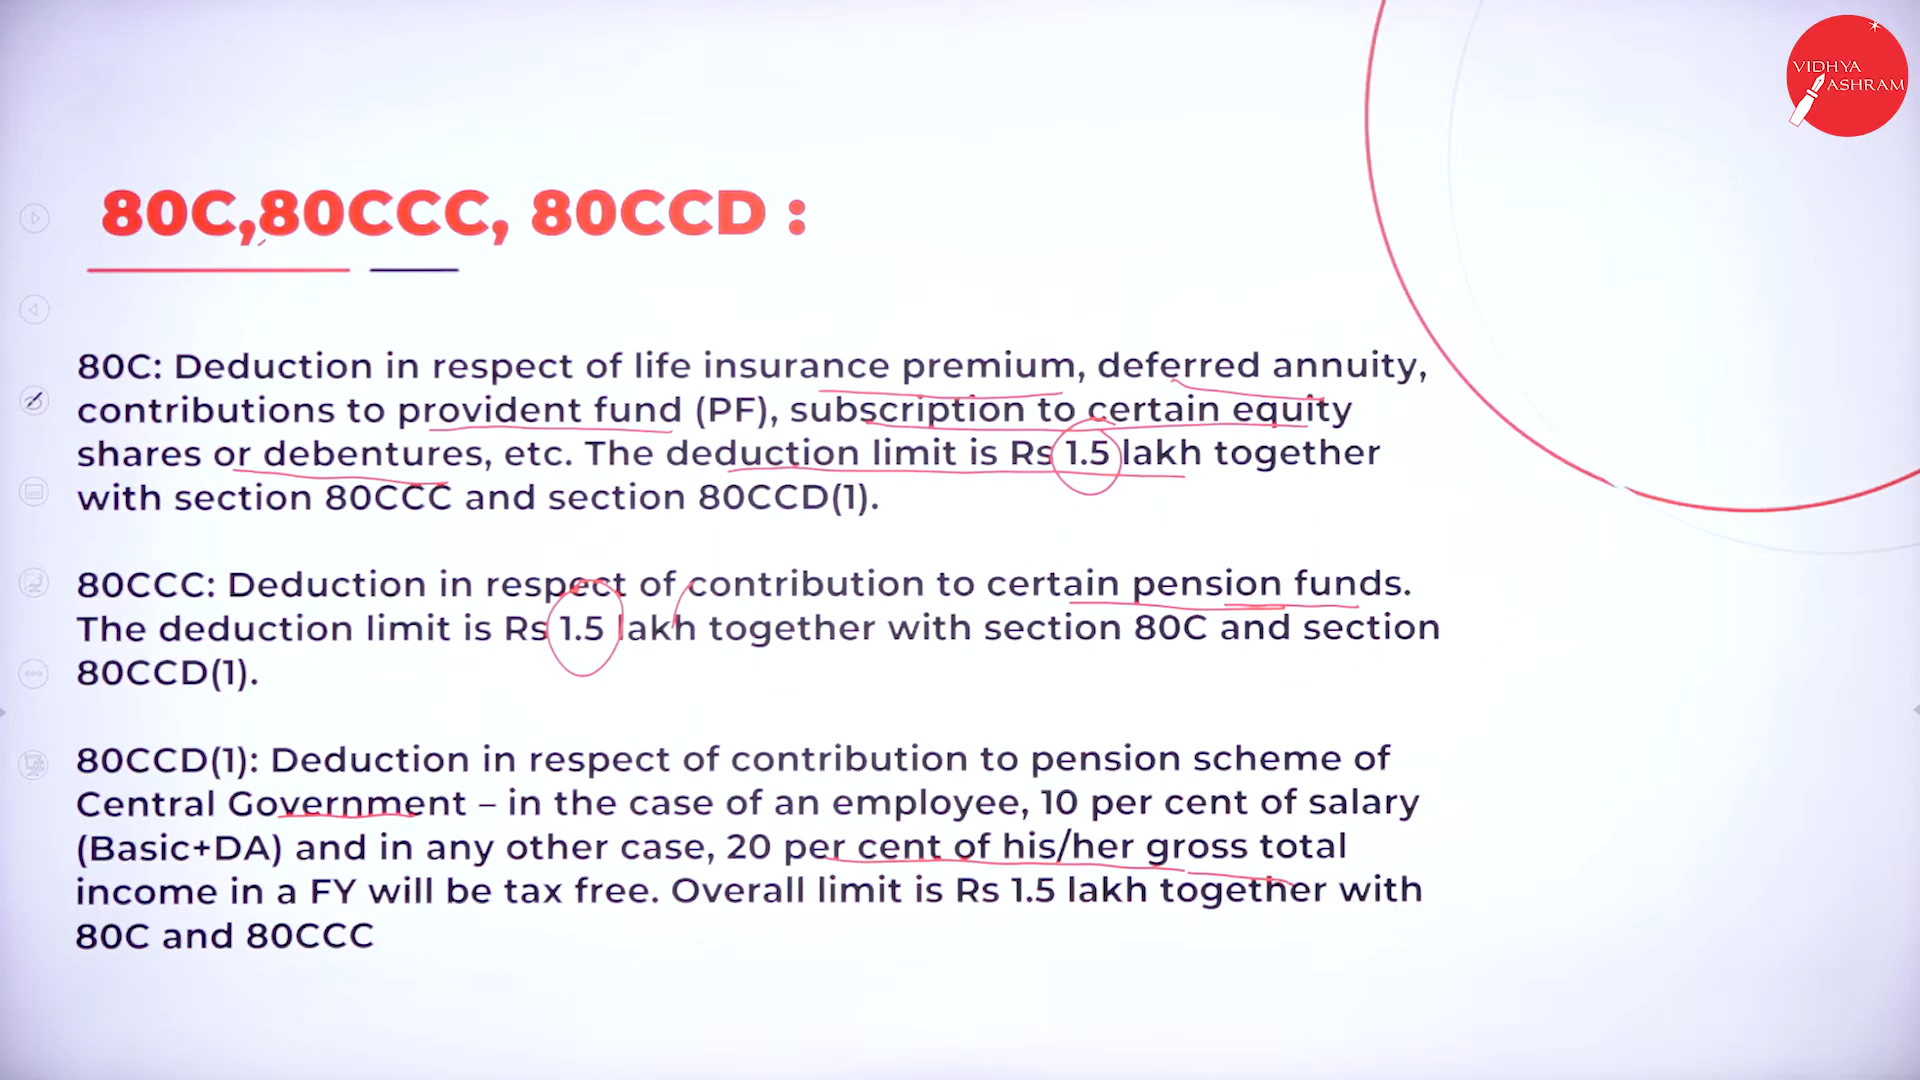 VIDHYA
ASHRAM
80C,80CCC, 80CCD :
80C: Deduction in respect of life insurance premium, deferred annuity,
contributions to provident fund (PF), subscription to certain equity
shares or debentures, etc. The deduction limit is Rs 1.5 lakh together
with section 80CCC and section 80CCD(1).
80CCC: Deduction in respect of contribution to certain pension funds.
The deduction limit is Rs 1.5 lakh together with section 80C and section
80CCD(1).
80CCD(1): Deduction in respect of contribution to pension scheme of
Central Government – in the case of an employee, 10 per cent of salary
(Basic+DA) and in any other case, 20 per cent of his/her gross total
income in a FY will be tax free. Overall limit is Rs 1.5 lakh together with
80C and 80CCC